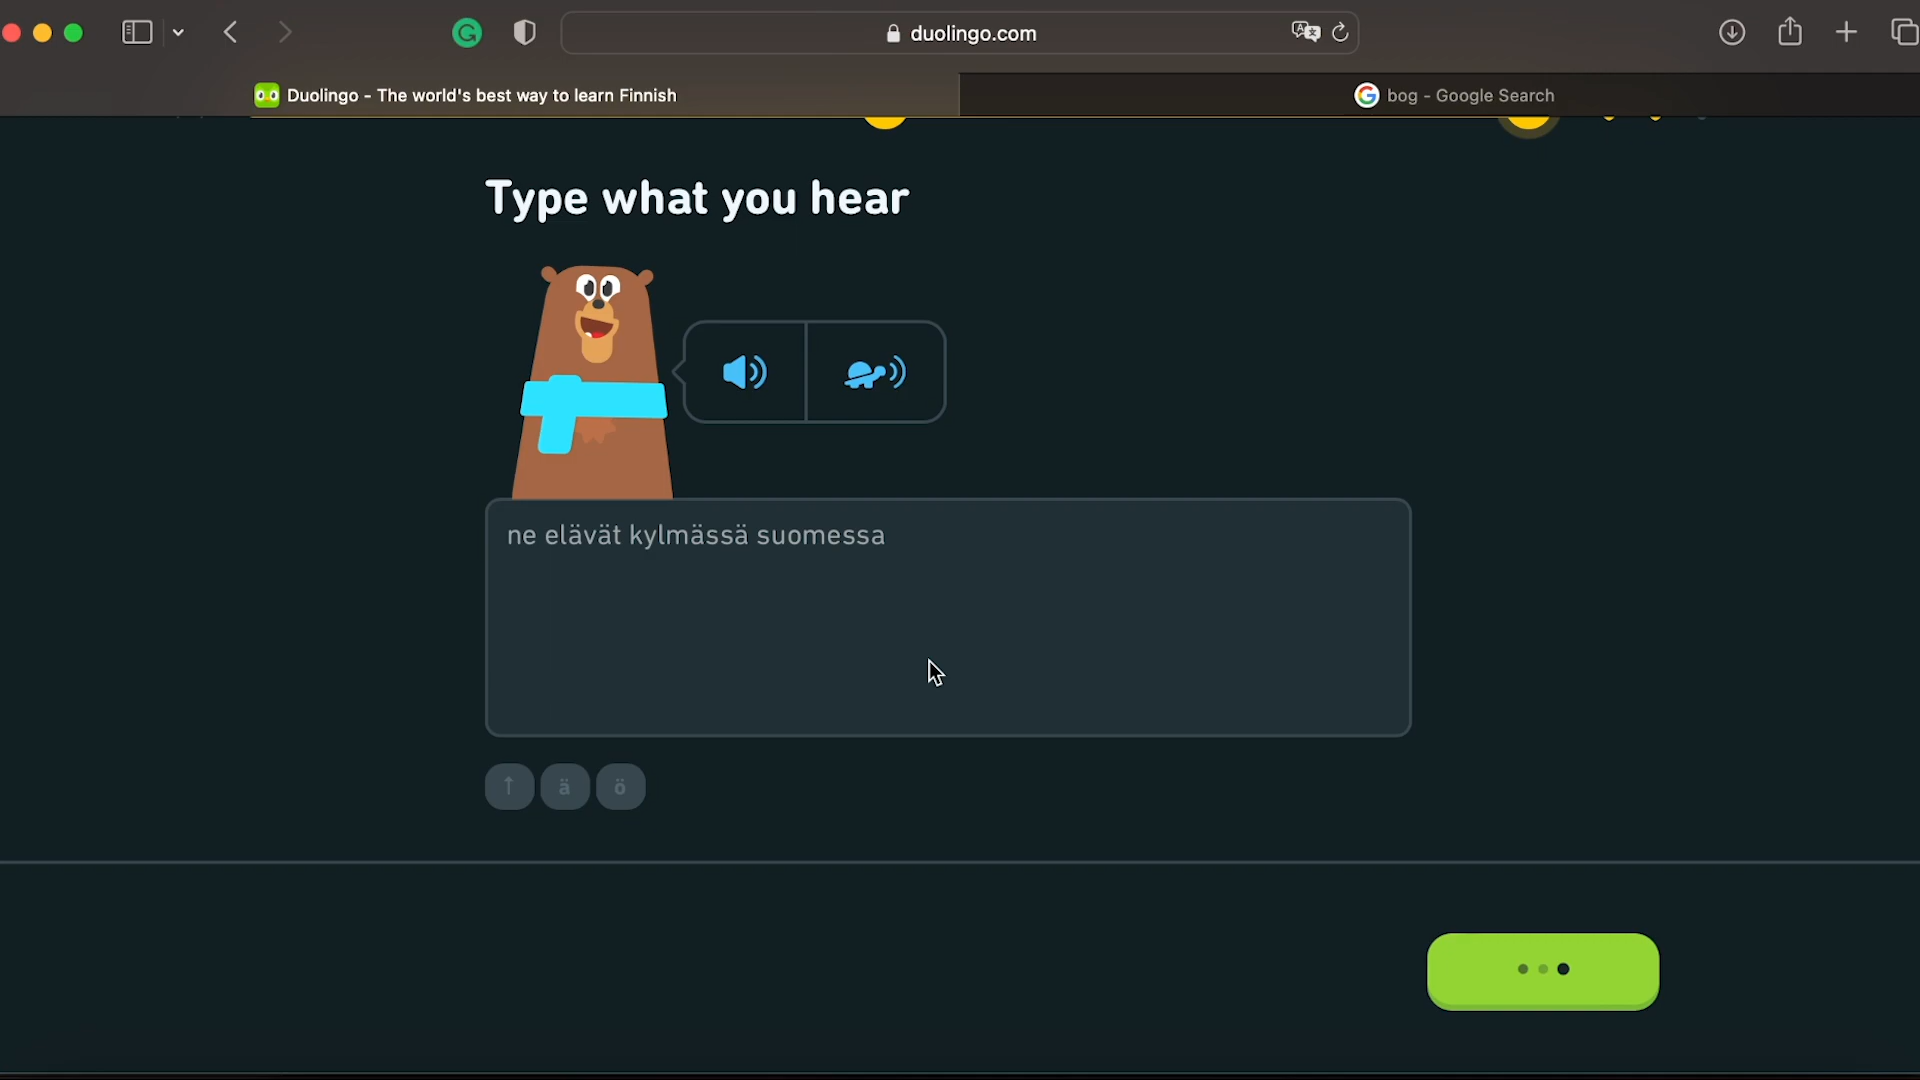 duolingo.com
Duolingo - The world's best way to learn Finnish
bog - Google Search
Type what you hear
ne elävät kylmässä suomessa
↑ ä ö